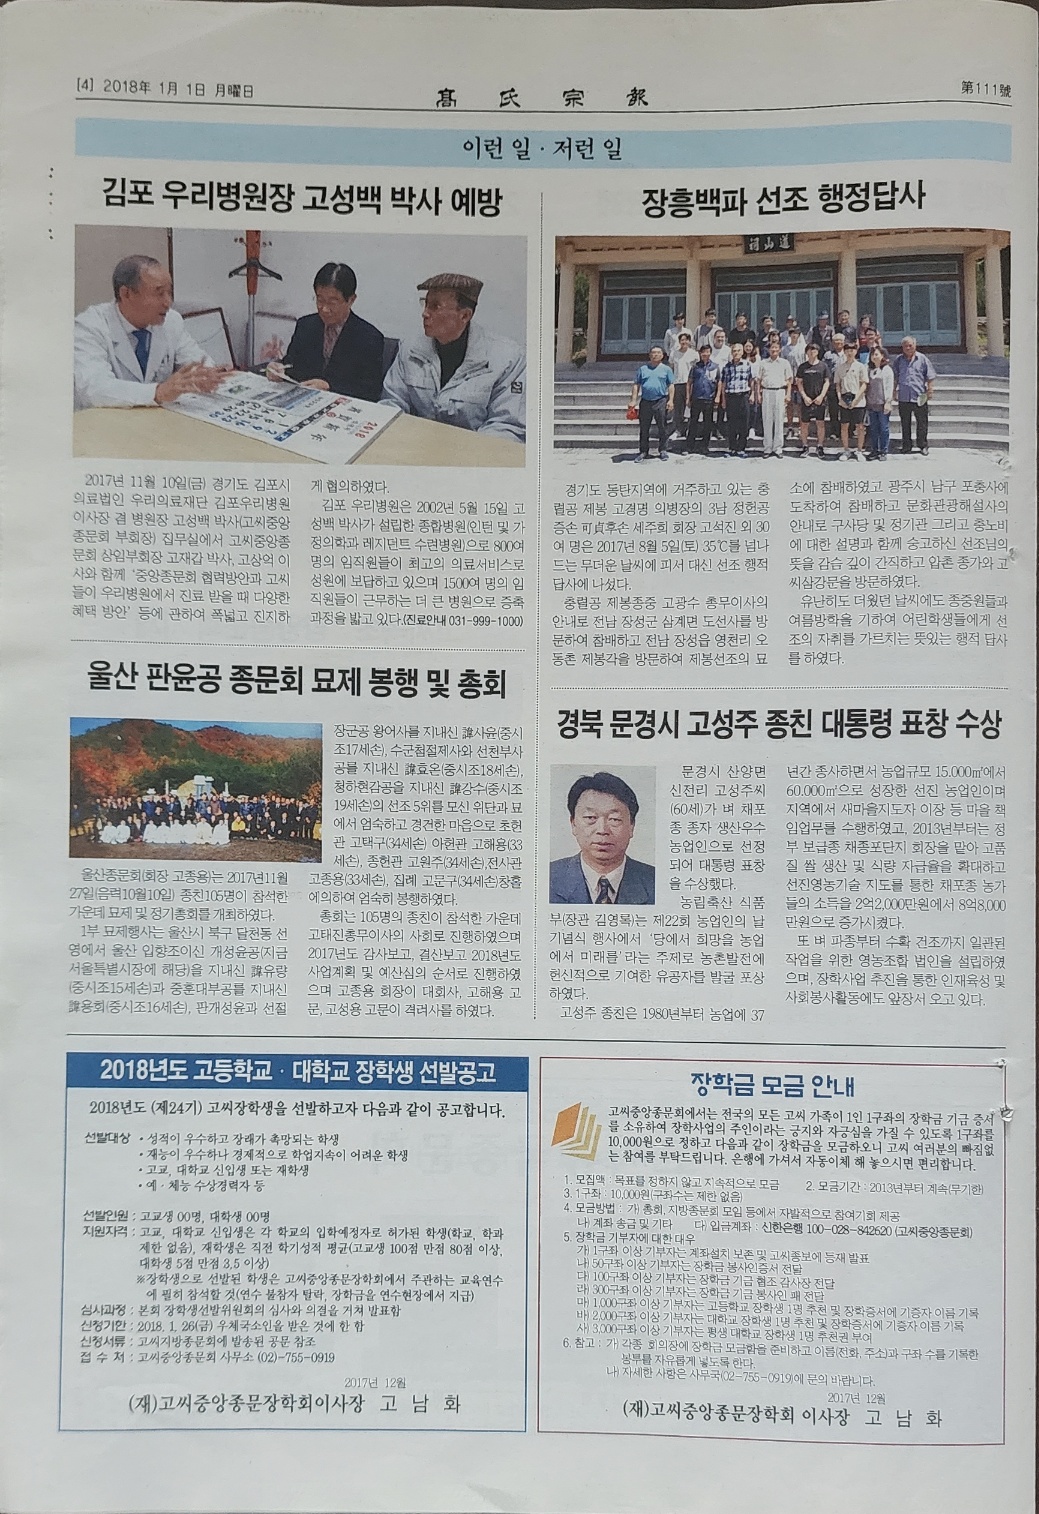 [4] 2018年 1月 1日 月曜日
高氏宗報
第111號
이런 일 · 저런 일
김포 우리병원장 고성백 박사 예방
2017년 11월 10일(금) 경기도 김포시
의료법인 우리의료재단 김포우리병원
이사장 겸 병원장 고성백 박사(고씨중앙
종문회 부회장) 집무실에서 고씨중앙종
문회 상임부회장 고재갑 박사, 고상억 이
사와 함께 '중앙종문회 협력방안과 고씨
들이 우리병원에서 진료 받을 때 다양한
혜택 방안' 등에 관하여 폭넓고 진지하
게 협의하였다.
김포 우리병원은 2002년 5월 15일 고
성백 박사가 설립한 종합병원(인턴 및 가
정의학과 레지던트 수련병원)으로 800여
명의 임직원들이 최고의 의료서비스로
성원에 보답하고 있으며 1500여 명의 임
직원들이 근무하는 더 큰 병원으로 증축
과정을 밟고 있다.(진료안내 031-999-1000)
울산 판윤공 종문회 묘제 봉행 및 총회
울산종문회(회장 고종용)는 2017년11월
27일(음력10월10일) 종친105명이 참석한
가운데 묘제 및 정기총회를 개최하였다.
1부 묘제행사는 울산시 북구 달천동 선
영에서 울산 입향조이신 개성윤공(지금
서울특별시장에 해당)을 지내신 諱유량
(중시조15세손)과 중훈대부공를 지내신
諱용회(중시조16세손), 판개성윤과 선절
장군공 왕어사를 지내신 諱사윤(중시
조17세손), 수군첨절제사와 선천부사
공를 지내신 諱효온(중시조18세손),
청하현감공을 지내신 諱강수(중시조
19세손)의 선조 5위를 모신 위단과 묘
에서 엄숙하고 경건한 마음으로 초헌
관 고택구(34세손) 아헌관 고해용(33
세손), 종헌관 고원주(34세손),전사관
고종용(33세손), 집례 고문구(34세손)창홀
에의하여 엄숙히 봉행하였다.
총회는 105명의 종친이 참석한 가운데
고태진총무이사의 사회로 진행하였으며
2017년도 감사보고, 결산보고 2018년도
사업계획 및 예산심의 순서로 진행하였
으며 고종용 회장이 대회사, 고해용 고
문, 고성용 고문이 격려사를 하였다.
장흥백파 선조 행정답사
道山祠
경기도 동탄지역에 거주하고 있는 충
렬공 제봉 고경명 의병장의 3남 정헌공
증손 可貞후손 세주회 회장 고석진 외 30
여 명은 2017년 8월 5일(토) 35℃를 넘나
드는 무더운 날씨에 피서 대신 선조 행적
답사에 나섰다.
충렬공 제봉종중 고광수 총무이사의
안내로 전남 장성군 삼계면 도선사를 방
문하여 참배하고 전남 장성읍 영천리 오
동촌 제봉각을 방문하여 제봉선조의 묘
소에 참배하였고 광주시 남구 포충사에
도착하여 참배하고 문화관광해설사의
안내로 구사당 및 정기관 그리고 충노비
에 대한 설명과 함께 숭고하신 선조님의
뜻을 감습 깊이 간직하고 압촌 종가와 고
씨삼강문을 방문하였다.
유난히도 더웠던 날씨에도 종중원들과
여름방학을 기하여 어린학생들에게 선
조의 자취를 가르치는 뜻있는 행적 답사
를 하였다.
경북 문경시 고성주 종친 대통령 표창 수상
문경시 산양면
신전리 고성주씨
(60세)가 벼 채포
종 종자 생산우수
농업인으로 선정
되어 대통령 표창
을 수상했다.
농림축산 식품
부(장관 김영록)는 제22회 농업인의 날
기념식 행사에서 '당에서 희망을 농업
에서 미래를'라는 주제로 농촌발전에
헌신적으로 기여한 유공자를 발굴 포상
하였다.
고성주 종친은 1980년부터 농업에 37
년간 종사하면서 농업규모 15.000㎡에서
60.000㎡으로 성장한 선진 농업인이며
지역에서 새마을지도자 이장 등 마을 책
임업무를 수행하였고, 2013년부터는 정
부 보급종 채종포단지 회장을 맡아 고품
질 쌀 생산 및 식량 자급율을 확대하고
선진영농기술 지도를 통한 채포종 농가
들의 소득을 2억2,000만원에서 8억8,000
만원으로 증가시켰다.
또 벼 파종부터 수확 건조까지 일관된
작업을 위한 영농조합 법인을 설립하였
으며, 장학사업 추진을 통한 인재육성 및
사회봉사활동에도 앞장서 오고 있다.
2018년도 고등학교 · 대학교 장학생 선발공고
2018년도 (제24기) 고씨장학생을 선발하고자 다음과 같이 공고합니다.
선발대상 • 성적이 우수하고 장래가 촉망되는 학생
• 재능이 우수하나 경제적으로 학업지속이 어려운 학생
• 고교, 대학교 신입생 또는 재학생
• 예 · 체능 수상경력자 등
선발인원 : 고교생 00명, 대학생 00명
지원자격 : 고교, 대학교 신입생은 각 학교의 입학예정자로 허가된 학생(학교, 학과
제한 없음), 재학생은 직전 학기성적 평균(고교생 100점 만점 80점 이상,
대학생 5점 만점 3.5 이상)
※장학생으로 선발된 학생은 고씨중앙종문장학회에서 주관하는 교육연수
에 필히 참석할 것(연수 불참자 탈락, 장학금을 연수현장에서 지급)
심사과정 : 본회 장학생선발위원회의 심사와 의결을 거쳐 발표함
신청기한 : 2018. 1. 26(금) 우체국소인을 받은 것에 한 함
신청서류 : 고씨지방종문회에 발송된 공문 참조
접 수 처 : 고씨중앙종문회 사무소 (02)-755-0919
2017년 12월
(재)고씨중앙종문장학회이사장 고 남 화
장학금 모금 안내
고씨중앙종문회에서는 전국의 모든 고씨 가족이 1인 1구좌의 장학금 기금 증서
를 소유하여 장학사업의 주인이라는 긍지와 자긍심을 가질 수 있도록 1구좌를
10,000원으로 정하고 다음과 같이 장학금을 모금하오니 고씨 여러분의 빠짐없
는 참여를 부탁드립니다. 은행에 가셔서 자동이체 해 놓으시면 편리합니다.
1. 모집액 : 목표를 정하지 않고 지속적으로 모금 2. 모금기간 : 2013년부터 계속(무기한)
3. 1구좌 : 10,000원(구좌수는 제한 없음)
4. 모금방법 : 가) 총회, 지방종문회 모임 등에서 자발적으로 참여기회 제공
나) 계좌 송금 및 기타 다) 입금계좌 : 신한은행 100-028-842620 (고씨중앙종문회)
5. 장학금 기부자에 대한 대우
가) 1구좌 이상 기부자는 계좌설치 보존 및 고씨종보에 등재 발표
나) 50구좌 이상 기부자는 장학금 봉사인증서 전달
다) 100구좌 이상 기부자는 장학금 기금 협조 감사장 전달
라) 300구좌 이상 기부자는 장학금 기금 봉사인 패 전달
마) 1,000구좌 이상 기부자는 고등학교 장학생 1명 추천 및 장학증서에 기증자 이름 기록
바) 2,000구좌 이상 기부자는 대학교 장학생 1명 추천 및 장학증서에 기증자 이름 기록
사) 3,000구좌 이상 기부자는 평생 대학교 장학생 1명 추천권 부여
6. 참고 : 가) 각종 회의장에 장학금 모금함을 준비하고 이름(전화, 주소)과 구좌 수를 기록한
봉투를 자유롭게 넣도록 한다.
나) 자세한 사항은 사무국(02-755-0919)에 문의 바랍니다.
2017년 12월
(재)고씨중앙종문장학회 이사장 고 남 화